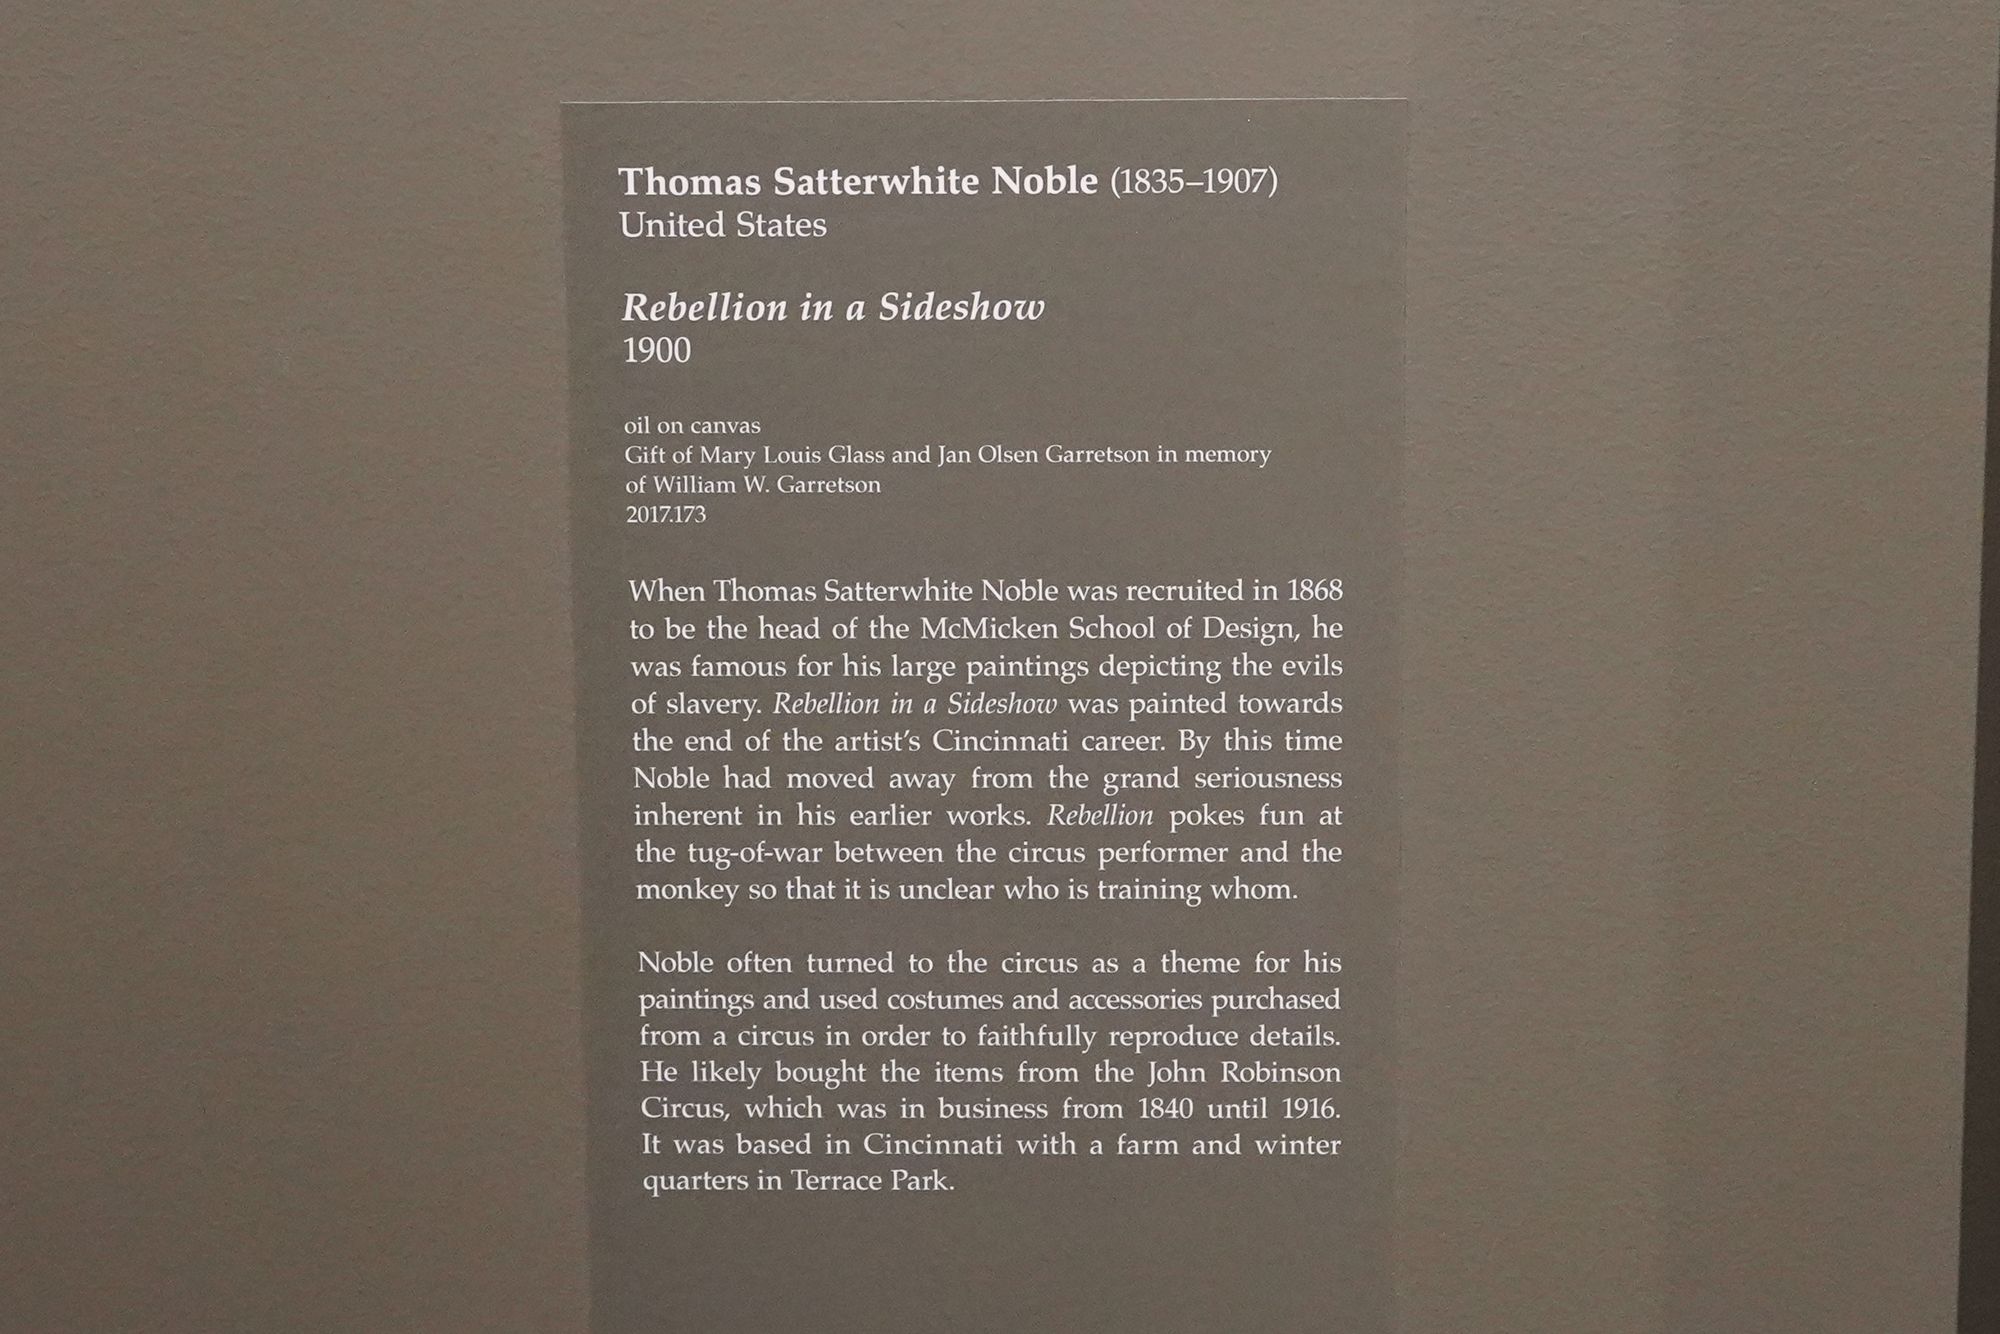 Thomas Satterwhite Noble (1835–1907)
United States
Rebellion in a Sideshow
1900
oil on canvas
Gift of Mary Louis Glass and Jan Olsen Garretson in memory
of William W. Garretson
2017.173
When Thomas Satterwhite Noble was recruited in 1868
to be the head of the McMicken School of Design, he
was famous for his large paintings depicting the evils
of slavery. Rebellion in a Sideshow was painted towards
the end of the artist's Cincinnati career. By this time
Noble had moved away from the grand seriousness
inherent in his earlier works. Rebellion pokes fun at
the tug-of-war between the circus performer and the
monkey so that it is unclear who is training whom.
Noble often turned to the circus as a theme for his
paintings and used costumes and accessories purchased
from a circus in order to faithfully reproduce details.
He likely bought the items from the John Robinson
Circus, which was in business from 1840 until 1916.
It was based in Cincinnati with a farm and winter
quarters in Terrace Park.